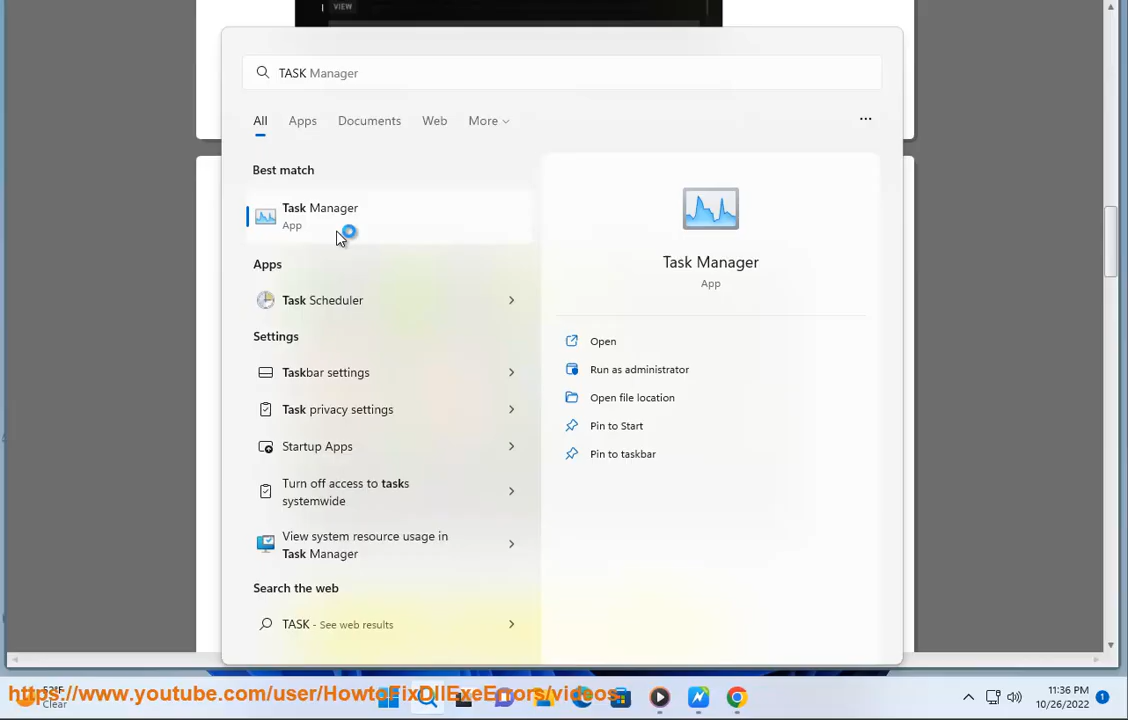 VIEW
TASK Manager
All
Apps
Documents
Web
More
...
Best match
Task Manager
App
Apps
Task Scheduler
Settings
Taskbar settings
Task privacy settings
Startup Apps
Turn off access to tasks
systemwide
View system resource usage in
Task Manager
Search the web
TASK - See web results
Task Manager
App
Open
Run as administrator
Open file location
Pin to Start
Pin to taskbar
https://www.youtube.com/user/HowtoFixDllExeErrors/videos
Clear
11:36 PM
10/26/2022
1